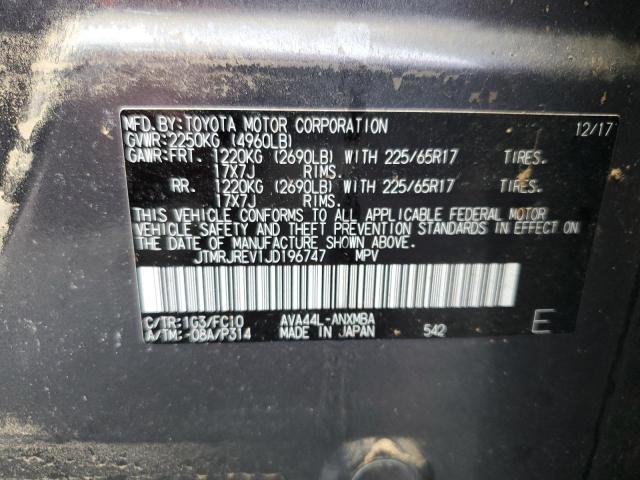 MFD.BY:TOYOTA MOTOR CORPORATION 12/17
GVWR:2250KG (4960LB)
GAWR:FRT. 1220KG (2690LB) WITH 225/65R17 TIRES.
17X7J RIMS.
RR. 1220KG (2690LB) WITH 225/65R17 TIRES.
17X7J RIMS.
THIS VEHICLE CONFORMS TO ALL APPLICABLE FEDERAL MOTOR
VEHICLE SAFETY AND THEFT PREVENTION STANDARDS IN EFFECT ON
THE DATE OF MANUFACTURE SHOWN ABOVE.
JTMRJREV1JD196747 MPV
C/TR:1G3/FC10 AVA44L-ANXMBA
A/TM:-08A/P314 MADE IN JAPAN 542 E